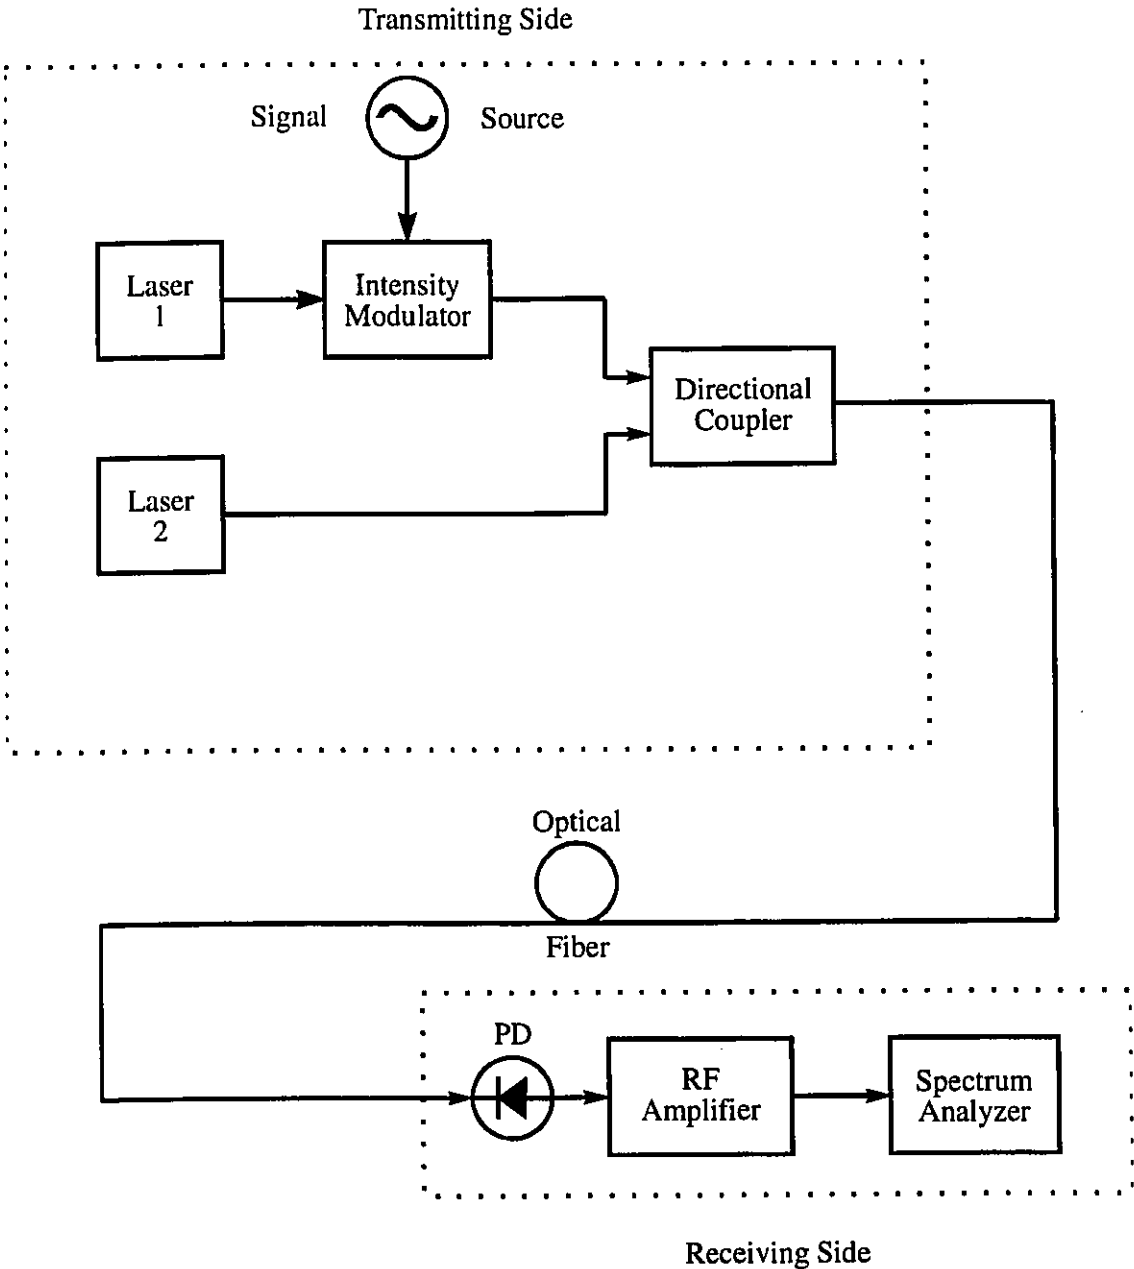 Transmitting Side
Signal
Source
Laser
1
Intensity
Modulator
Directional
Coupler
Laser
2
Optical
Fiber
PD
RF
Amplifier
Spectrum
Analyzer
Receiving Side